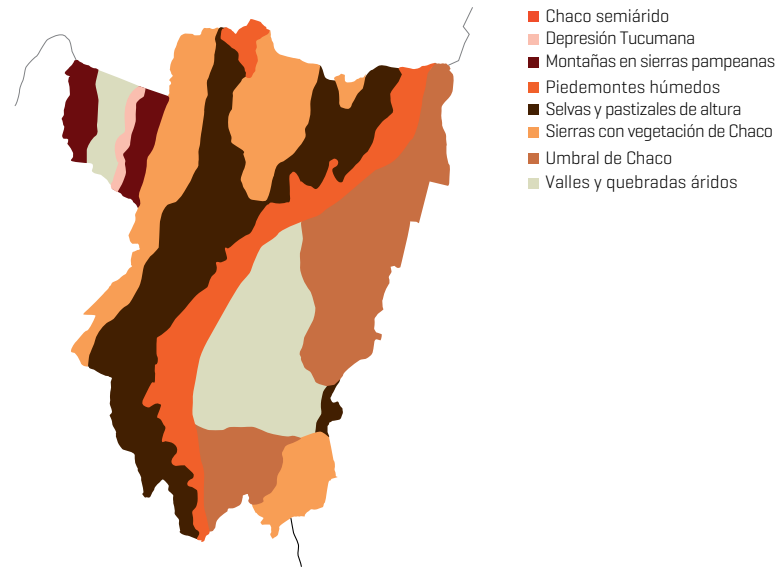 Chaco semiárido
Depresión Tucumana
Montañas en sierras pampeanas
Piedemontes húmedos
Selvas y pastizales de altura
Sierras con vegetación de Chaco
Umbral de Chaco
Valles y quebradas áridos